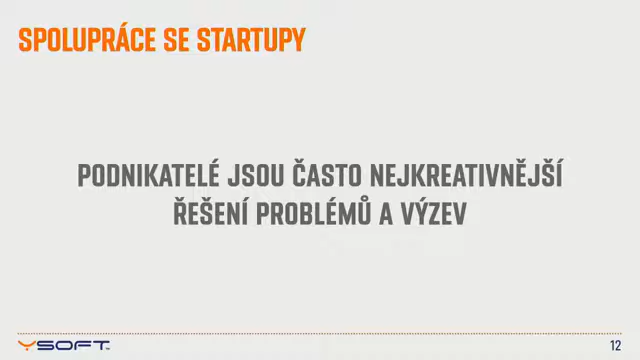 SPOLUPRÁCE SE STARTUPY
PODNIKATELÉ JSOU ČASTO NEJKREATIVNĚJŠÍ
ŘEŠENÍ PROBLÉMŮ A VÝZEV
YSOFT
12